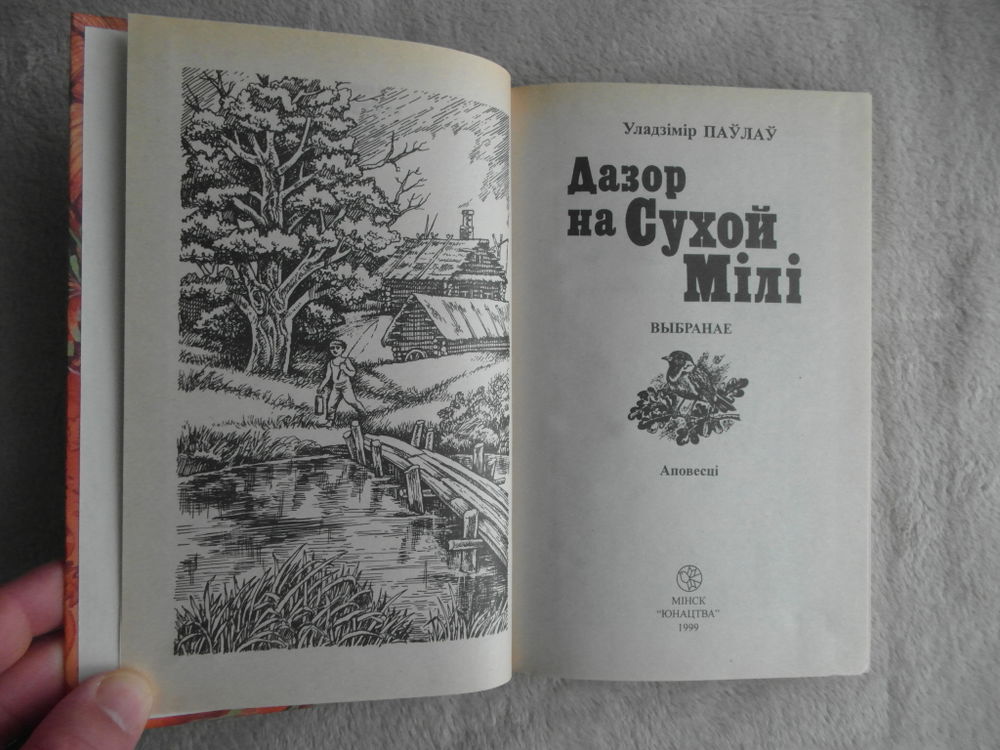 Уладзімір ПАЎЛАЎ
Дазор
на Сухой
Мілі
ВЫБРАНАЕ
Аповесці
МІНСК
"ЮНАЦТВА"
1999